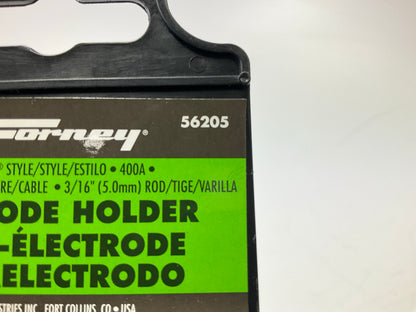 Forney® 56205
® STYLE/STYLE/ESTILO • 400A •
RE/CABLE • 3/16" (5.0mm) ROD/TIGE/VARILLA
ODE HOLDER
-ÉLECTRODE
ELECTRODO
STRIES INC., FORT COLLINS, CO • USA